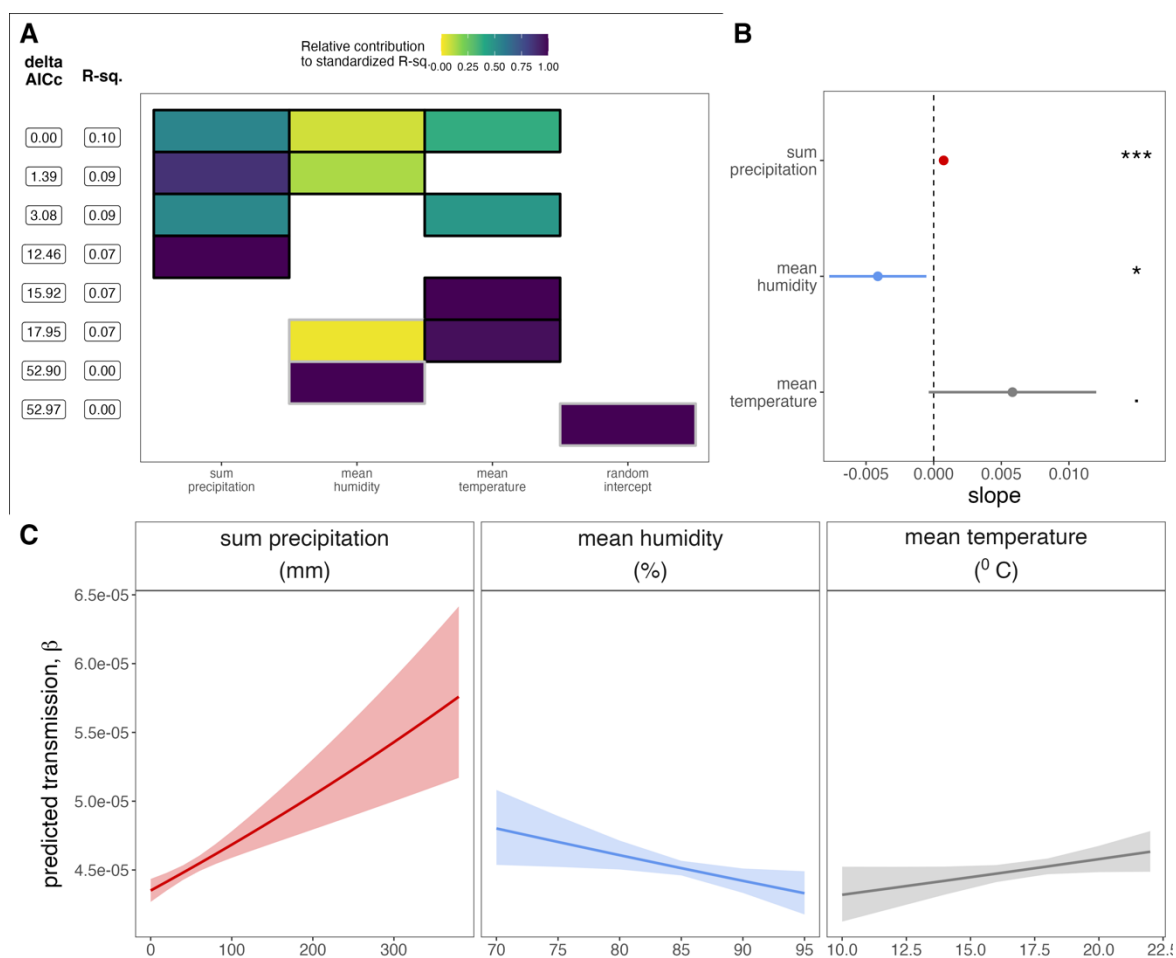 A
delta
AICc
R-sq.
Relative contribution
to standardized R-sq.
0.00 0.25 0.50 0.75 1.00
0.00 0.10
1.39 0.09
3.08 0.09
12.46 0.07
15.92 0.07
17.95 0.07
52.90 0.00
52.97 0.00
sum
precipitation
mean
humidity
mean
temperature
random
intercept
B
sum
precipitation
***
mean
humidity
*
mean
temperature
.
-0.005 0.000 0.005 0.010
slope
C
sum precipitation
(mm)
mean humidity
(%)
mean temperature
(⁰ C)
predicted transmission, β
6.5e-05
6.0e-05
5.5e-05
5.0e-05
4.5e-05
0 100 200 300
70 75 80 85 90 95
10.0 12.5 15.0 17.5 20.0 22.5